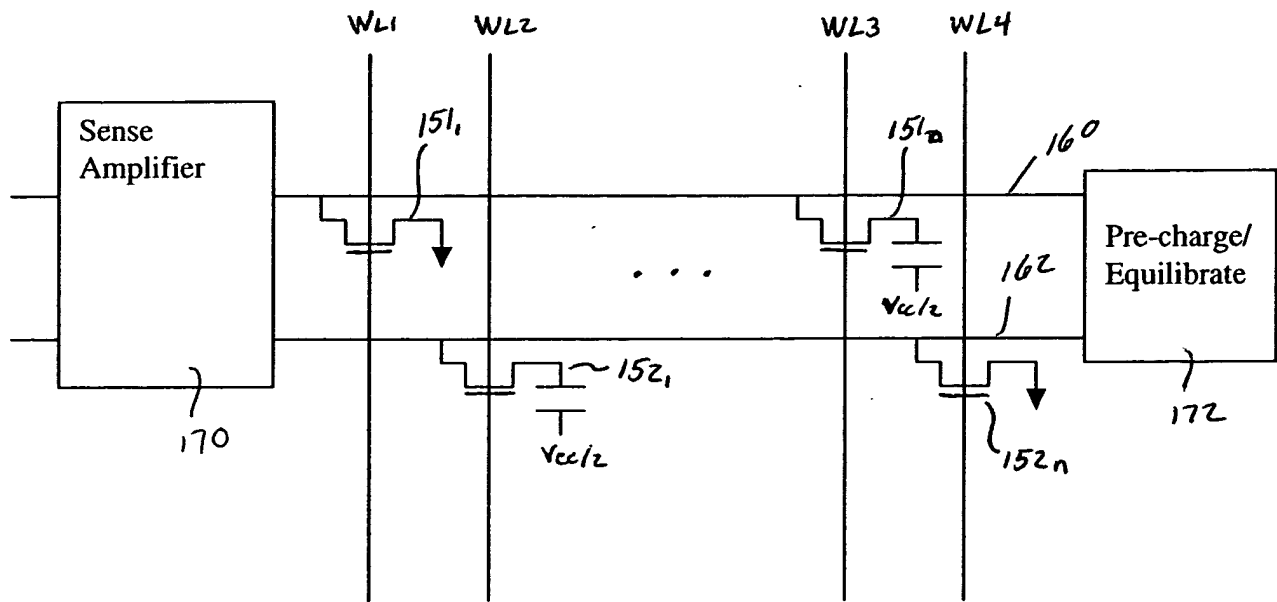 WL1 WL2 WL3 WL4
Sense
Amplifier
151₁
151ₙ
160
Pre-charge/
Equilibrate
162
Vcc/2
152₁
Vcc/2
170
152ₙ
172